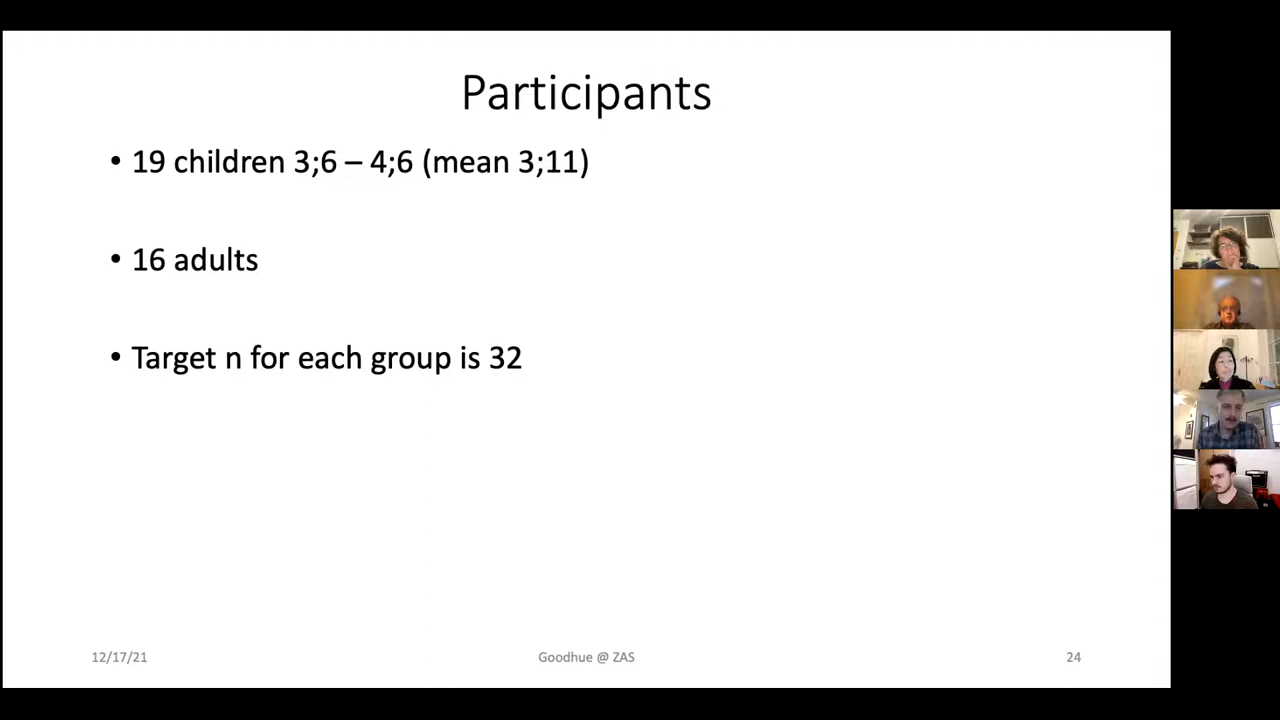 Participants
• 19 children 3;6 – 4;6 (mean 3;11)
• 16 adults
• Target n for each group is 32
12/17/21
Goodhue @ ZAS
24